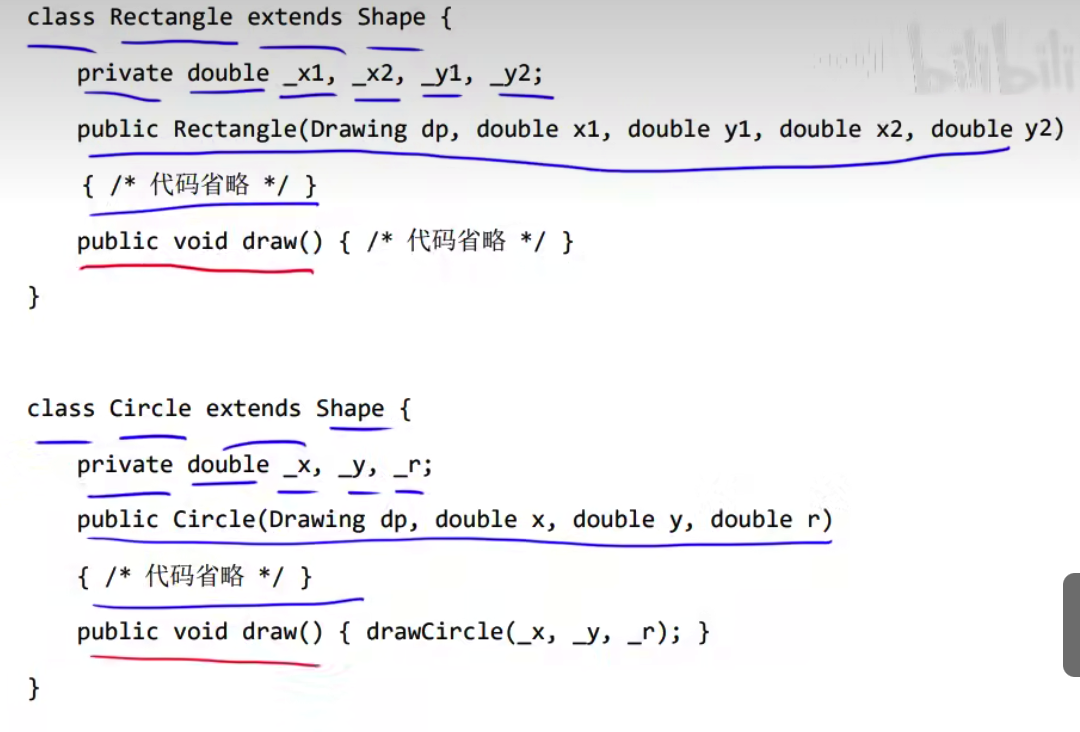 class Rectangle extends Shape {
private double _x1, _x2, _y1, _y2;
bilibili
public Rectangle(Drawing dp, double x1, double y1, double x2, double y2)
{ /* 代码省略 */ }
public void draw() { /* 代码省略 */ }
}
class Circle extends Shape {
private double _x, _y, _r;
public Circle(Drawing dp, double x, double y, double r)
{ /* 代码省略 */ }
public void draw() { drawCircle(_x, _y, _r); }
}